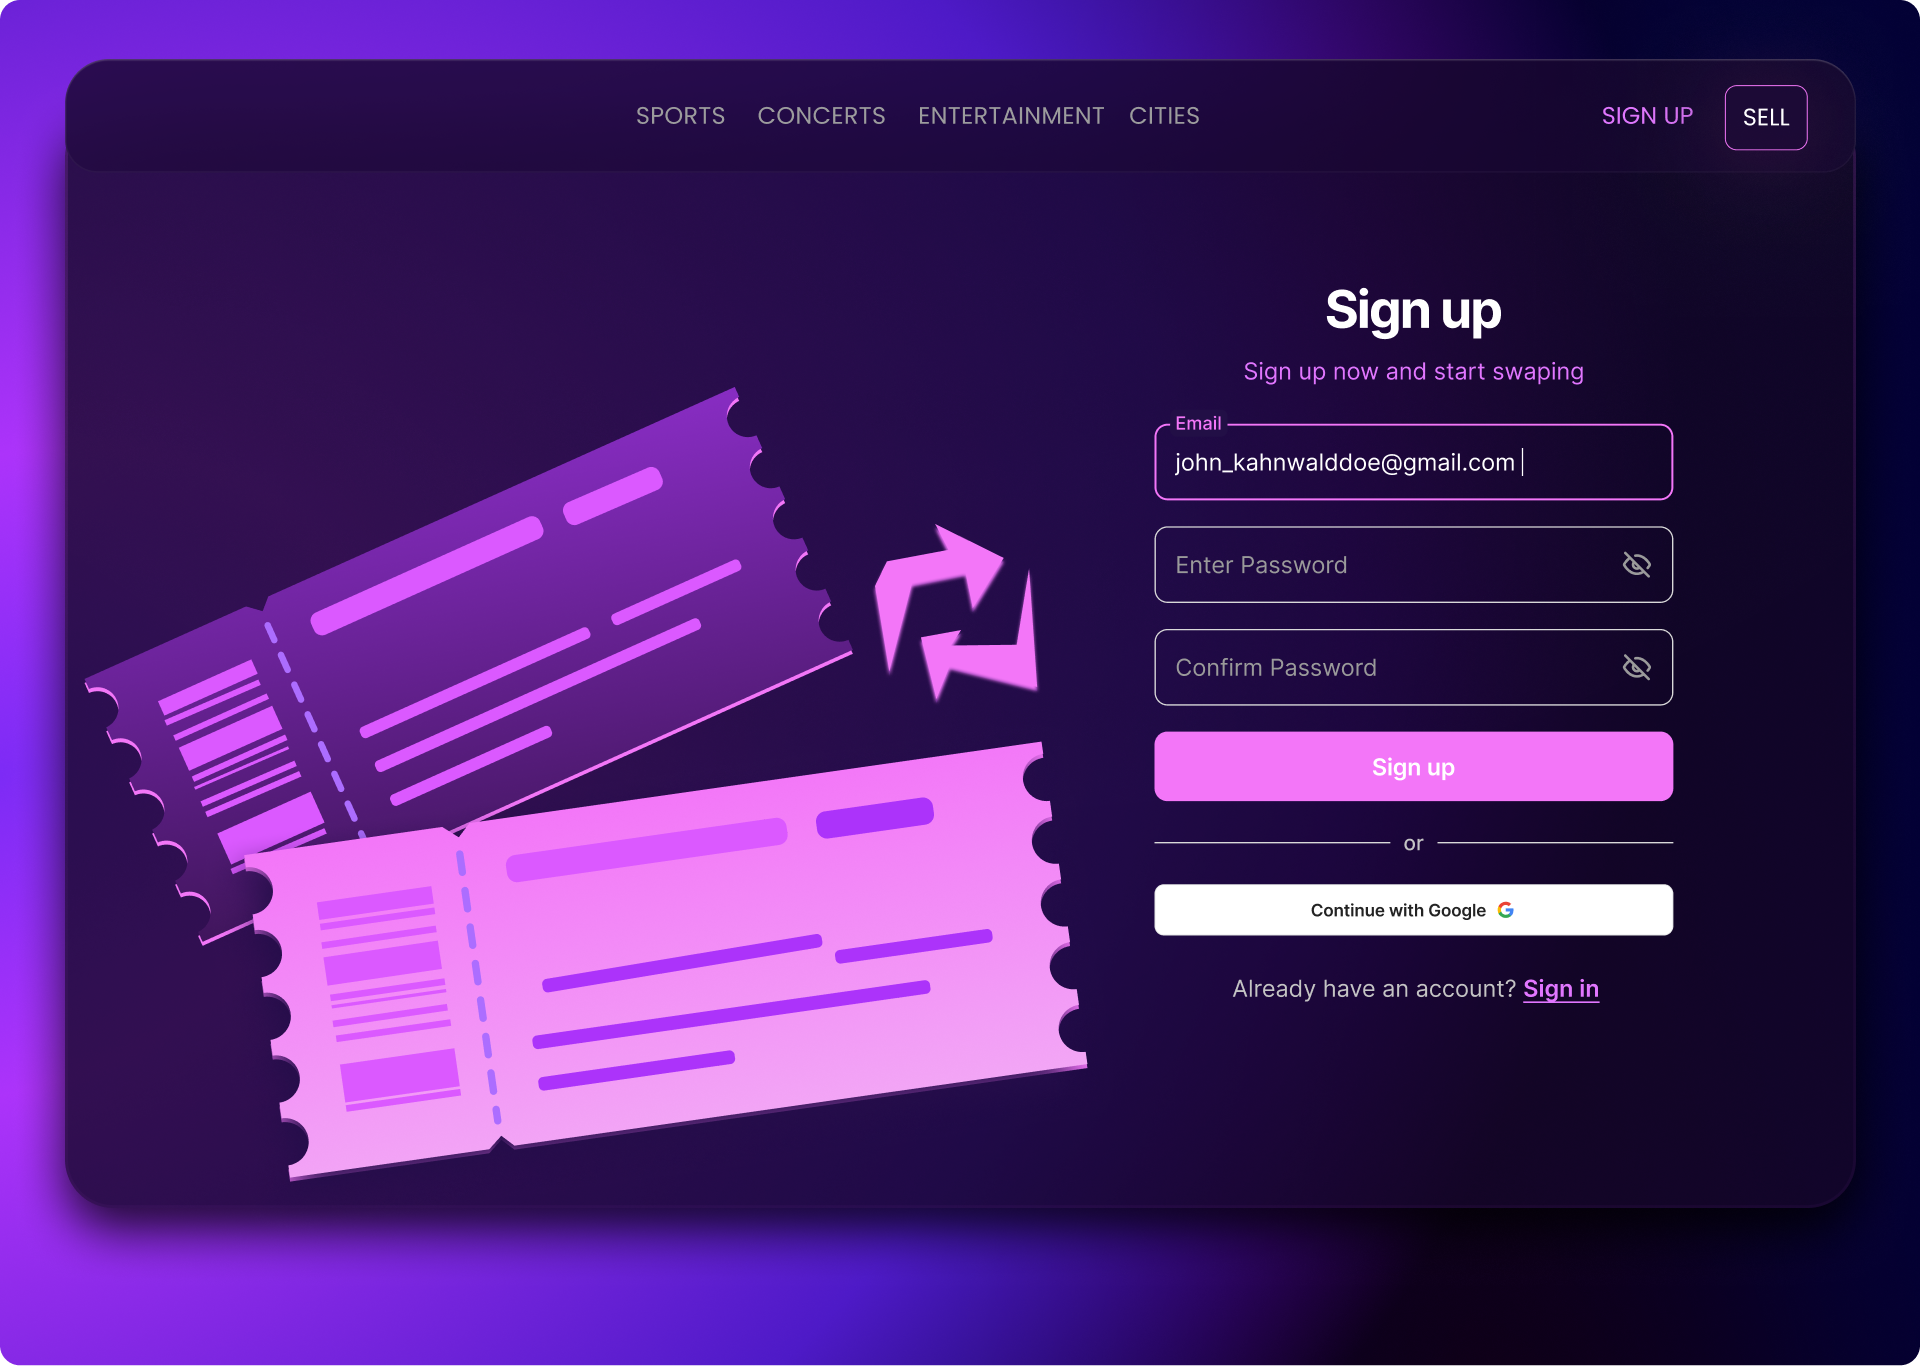 SPORTS CONCERTS ENTERTAINMENT CITIES SIGN UP SELL
Sign up
Sign up now and start swaping
Email
john_kahnwalddoe@gmail.com
Enter Password
Confirm Password
Sign up
or
Continue with Google
Already have an account? Sign in